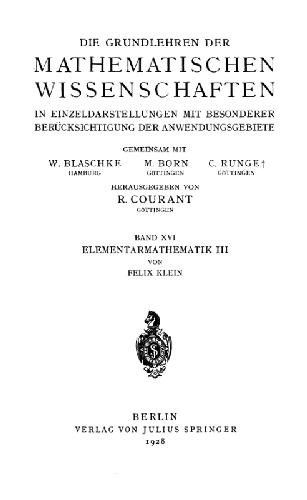 DIE GRUNDLEHREN DER
MATHEMATISCHEN
WISSENSCHAFTEN
IN EINZELDARSTELLUNGEN MIT BESONDERER
BERÜCKSICHTIGUNG DER ANWENDUNGSGEBIETE
GEMEINSAM MIT
W. BLASCHKE M. BORN C. RUNGE†
HAMBURG GÖTTINGEN GÖTTINGEN
HERAUSGEGEBEN VON
R. COURANT
GÖTTINGEN
BAND XVI
ELEMENTARMATHEMATIK III
VON
FELIX KLEIN
BERLIN
VERLAG VON JULIUS SPRINGER
1928